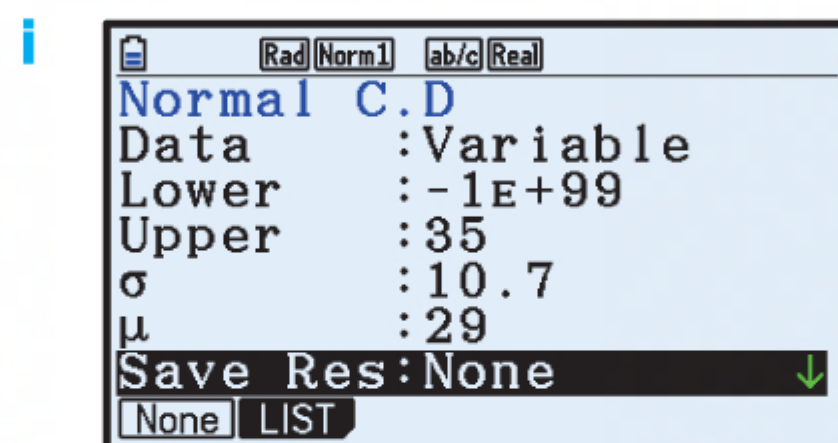 i
Rad Norm1 ab/c Real
Normal C.D
Data :Variable
Lower :-1ᴇ+99
Upper :35
σ :10.7
μ :29
Save Res:None ↓
None LIST